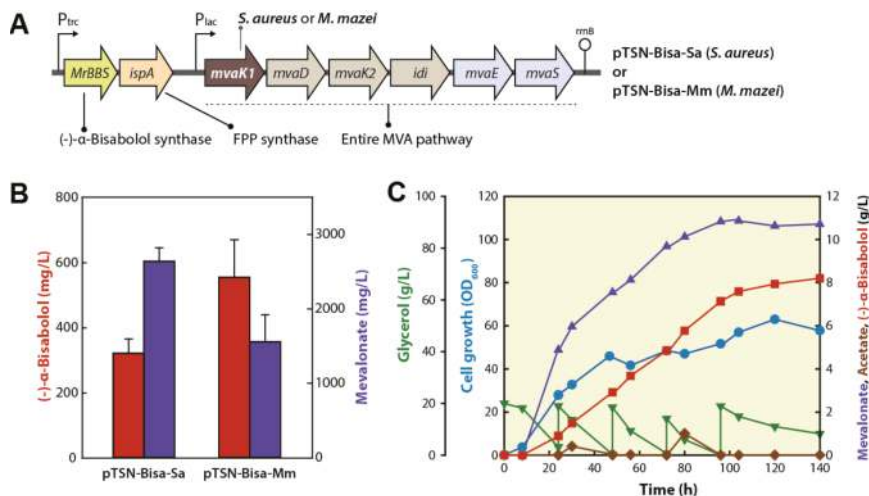 A
Ptrc
Plac
S. aureus or M. mazei
rrnB
MrBBS
ispA
mvaK1
mvaD
mvaK2
idi
mvaE
mvaS
pTSN-Bisa-Sa (S. aureus)
or
pTSN-Bisa-Mm (M. mazei)
(-)-α-Bisabolol synthase
FPP synthase
Entire MVA pathway
B
(-)-α-Bisabolol (mg/L)
800
600
400
200
0
3000
2000
1000
0
Mevalonate (mg/L)
pTSN-Bisa-Sa
pTSN-Bisa-Mm
C
Glycerol (g/L)
100
80
60
40
20
0
Cell growth (OD600)
120
100
80
60
40
20
0
12
10
8
6
4
2
0
Mevalonate, Acetate, (-)-α-Bisabolol (g/L)
0
20
40
60
80
100
120
140
Time (h)